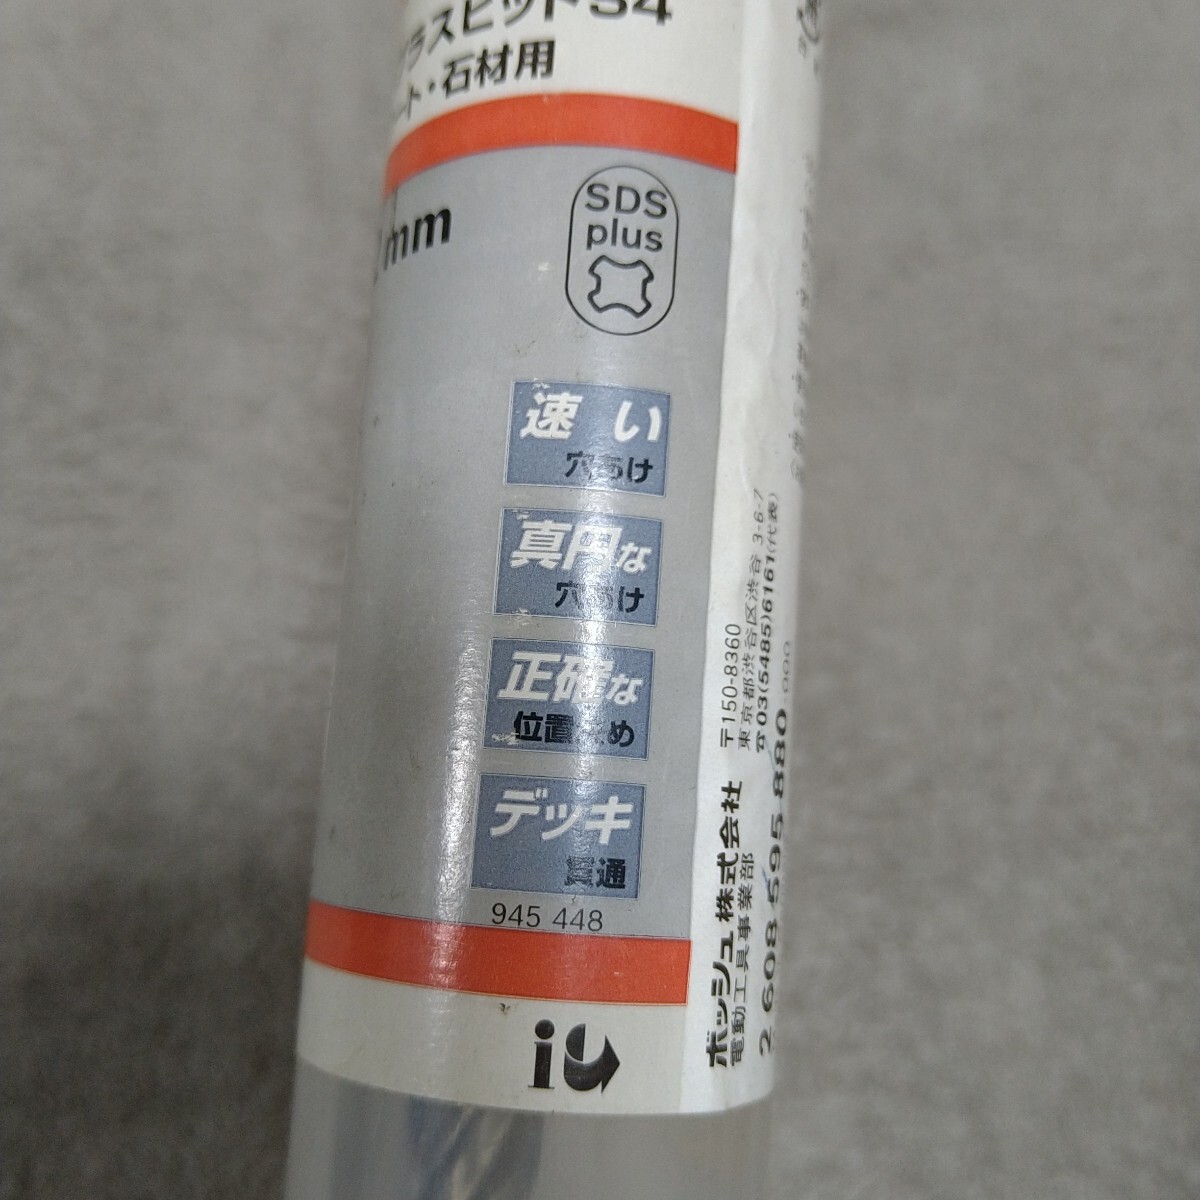 ラスビットS4
ート・石材用
mm
SDS
plus
速い
穴あけ
真円な
穴あけ
正確な
位置決め
デッキ
貫通
945 448
ボッシュ株式会社
電動工具事業部
〒150-8360
東京都渋谷区渋谷 3-6-7
☎03(5485)6161(代表)
2 608 595 880 .000